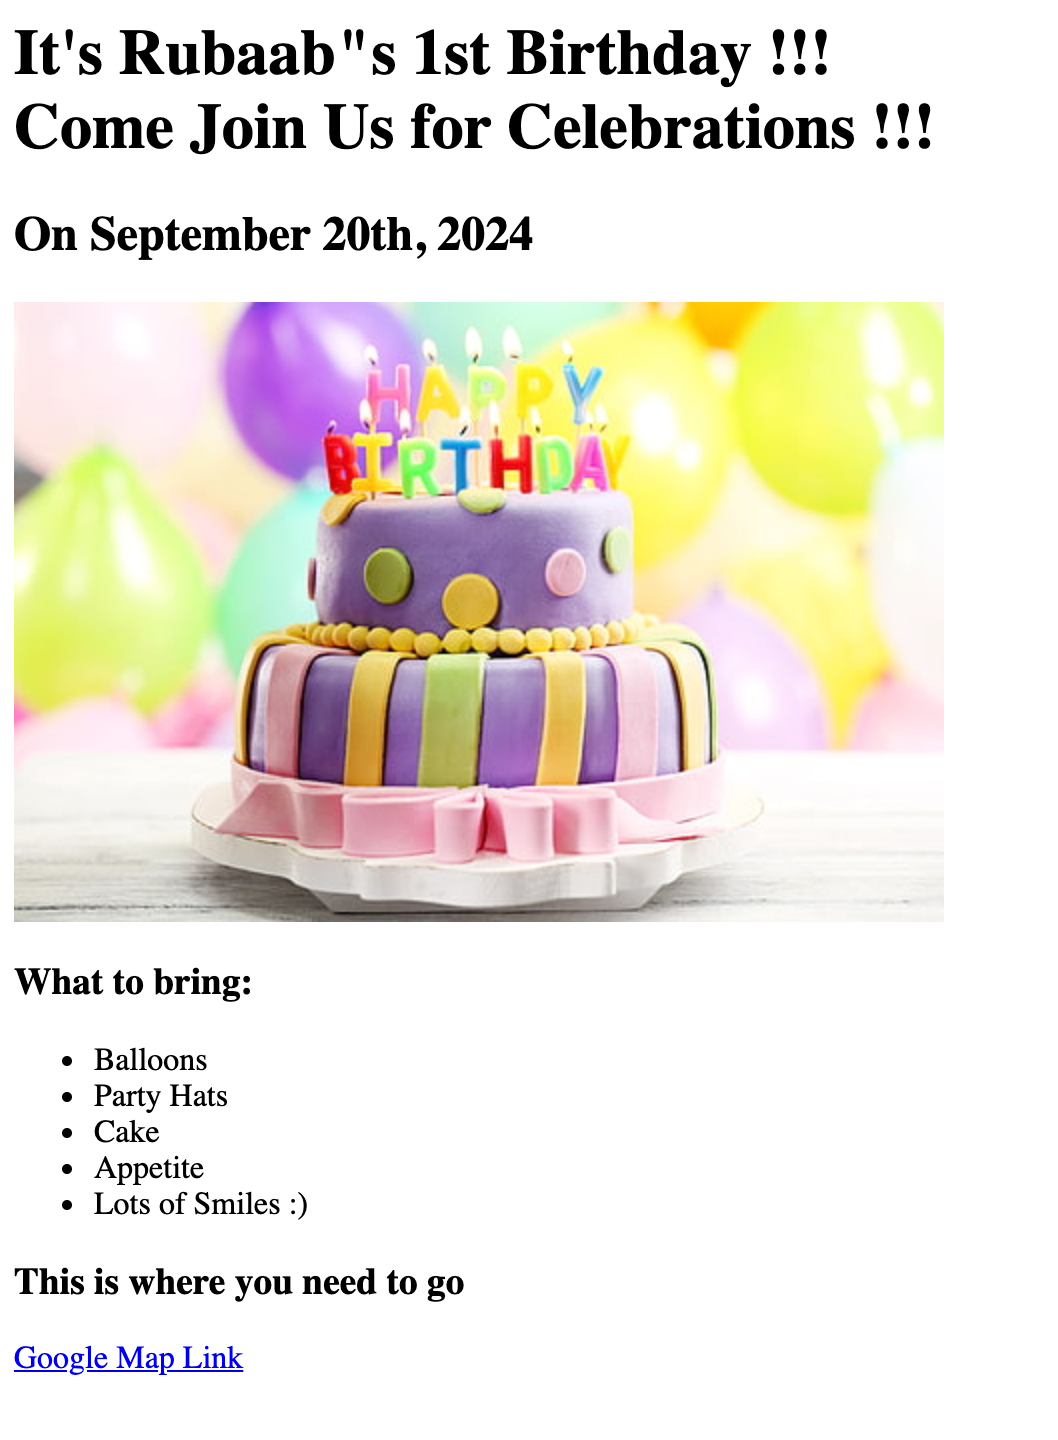 It's Rubaab"s 1st Birthday !!!
Come Join Us for Celebrations !!!
On September 20th, 2024
HAPPY
BIRTHDAY
What to bring:
Balloons
Party Hats
Cake
Appetite
Lots of Smiles :)
This is where you need to go
Google Map Link